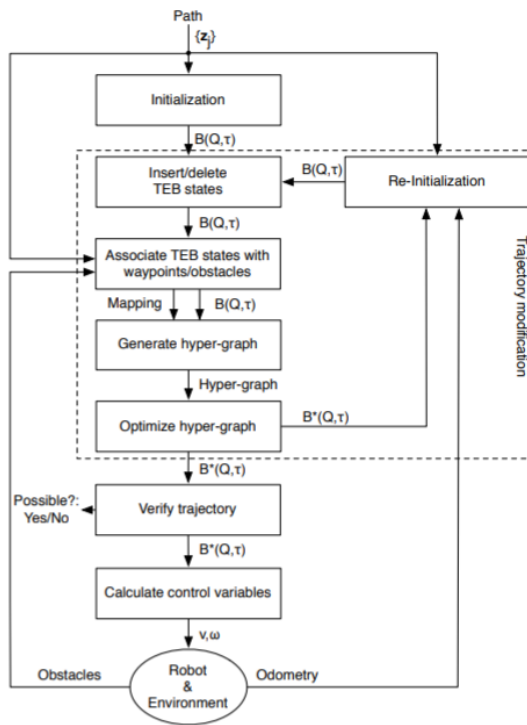 Path
{z_j}
Initialization
B(Q,τ)
Insert/delete
TEB states
B(Q,τ)
Re-Initialization
B(Q,τ)
Associate TEB states with
waypoints/obstacles
Mapping
B(Q,τ)
Generate hyper-graph
Hyper-graph
Optimize hyper-graph
B*(Q,τ)
Trajectory modification
B*(Q,τ)
Possible?:
Yes/No
Verify trajectory
B*(Q,τ)
Calculate control variables
v,ω
Obstacles
Robot
&
Environment
Odometry